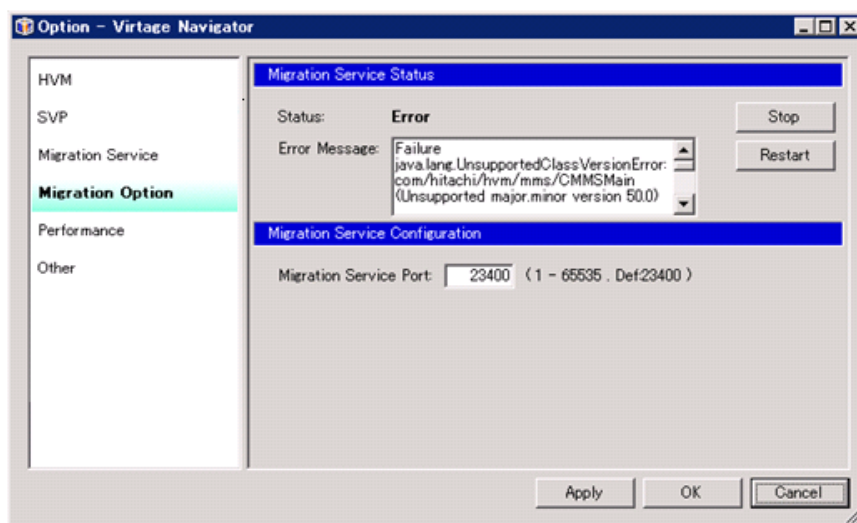 Option - Virtage Navigator
HVM
SVP
Migration Service
Migration Option
Performance
Other
Migration Service Status
Status: Error
Stop
Error Message: Failure
java.lang.UnsupportedClassVersionError:
com/hitachi/hvm/mms/CMMSMain
(Unsupported major.minor version 50.0)
Restart
Migration Service Configuration
Migration Service Port: 23400 (1 - 65535 . Def:23400 )
Apply
OK
Cancel